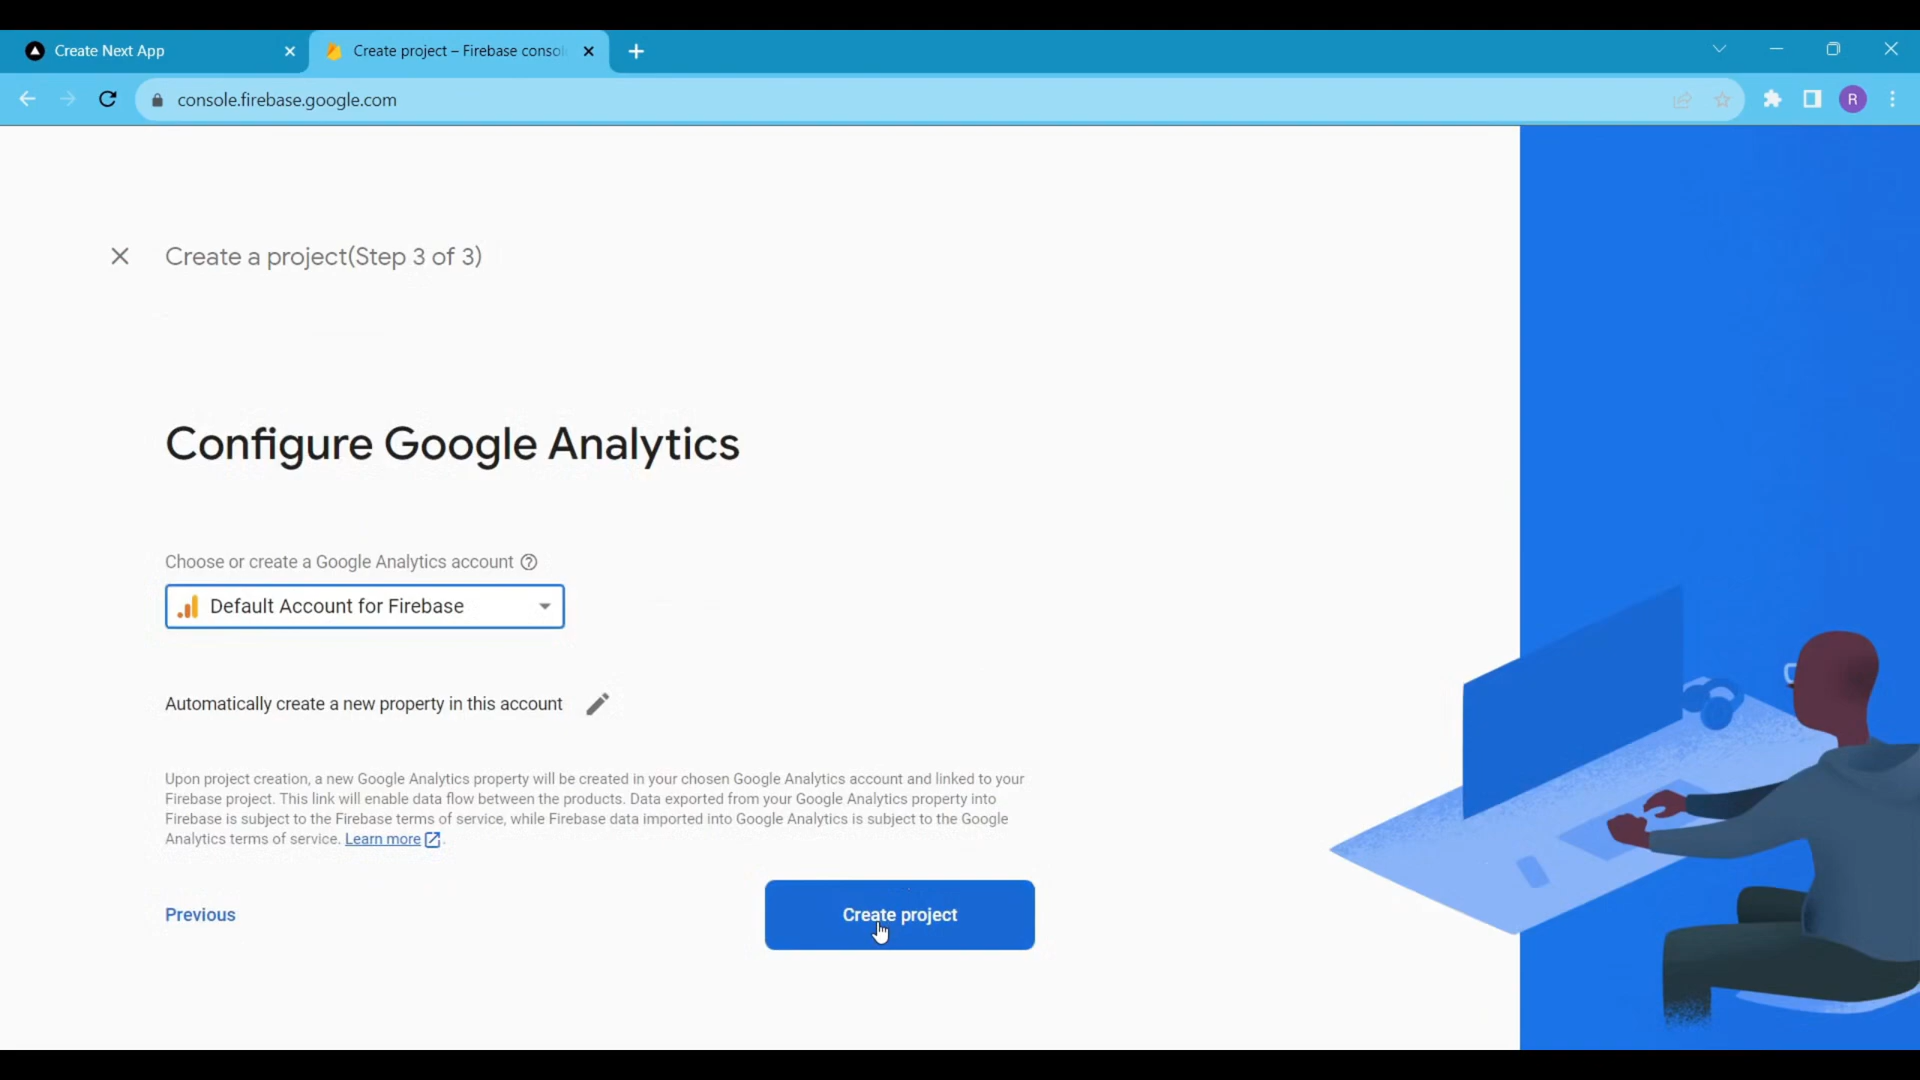 Create Next App
Create project – Firebase consol
console.firebase.google.com
R
Create a project(Step 3 of 3)
Configure Google Analytics
Choose or create a Google Analytics account
Default Account for Firebase
Automatically create a new property in this account
Upon project creation, a new Google Analytics property will be created in your chosen Google Analytics account and linked to your
Firebase project. This link will enable data flow between the products. Data exported from your Google Analytics property into
Firebase is subject to the Firebase terms of service, while Firebase data imported into Google Analytics is subject to the Google
Analytics terms of service. Learn more .
Previous
Create project